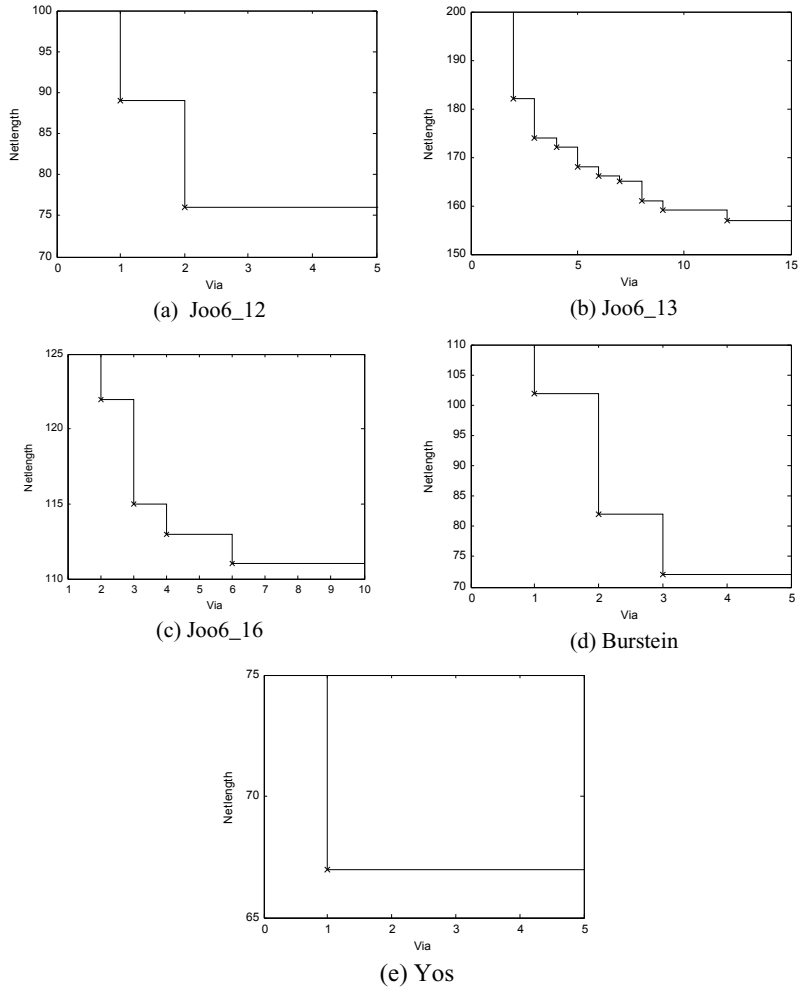 100
95
90
85
80
75
70
Netlength
0 1 2 3 4 5
Via
(a) Joo6_12
200
190
180
170
160
150
Netlength
0 5 10 15
Via
(b) Joo6_13
125
120
115
110
Netlength
1 2 3 4 5 6 7 8 9 10
Via
(c) Joo6_16
110
105
100
95
90
85
80
75
70
Netlength
0 1 2 3 4 5
Via
(d) Burstein
75
70
65
Netlength
0 1 2 3 4 5
Via
(e) Yos